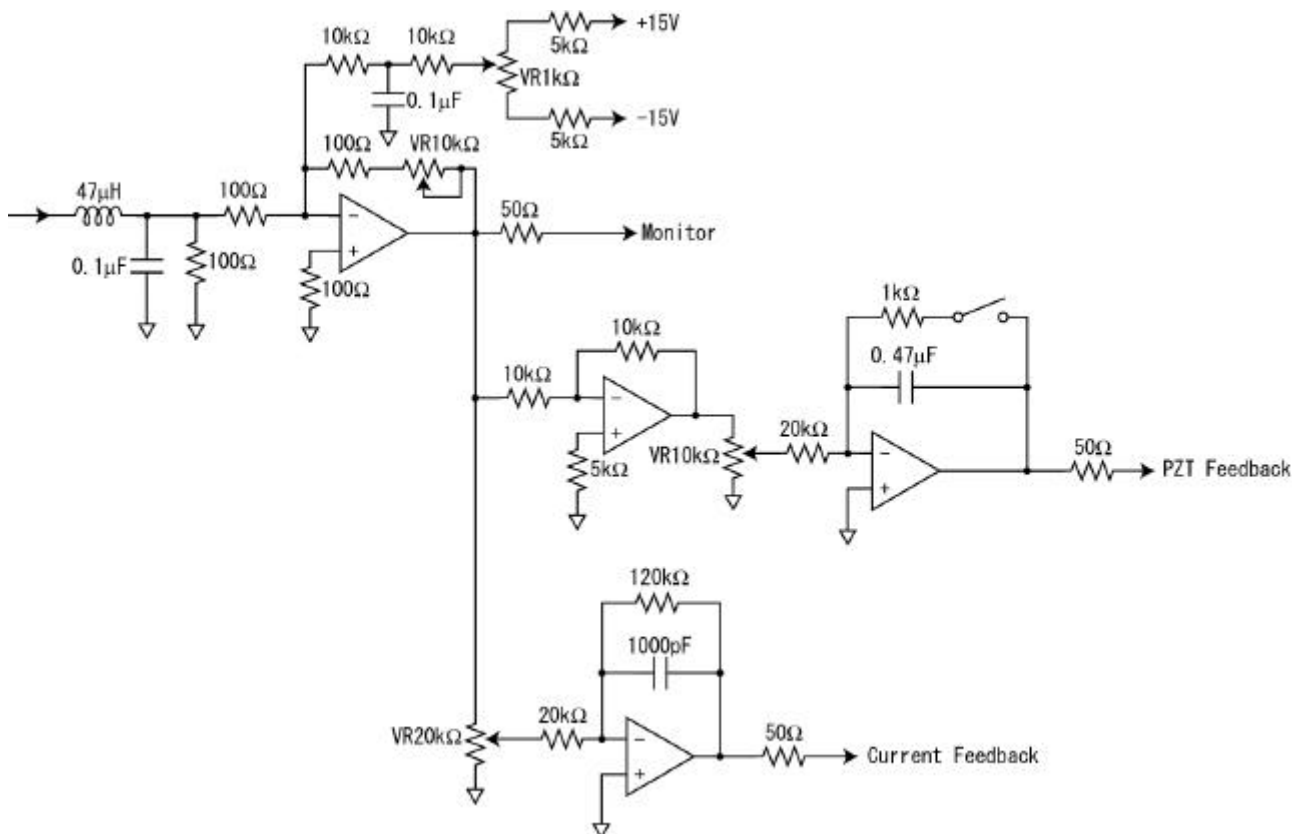 10kΩ
10kΩ
5kΩ
+15V
VR1kΩ
0.1μF
-15V
5kΩ
100Ω
VR10kΩ
47μH
100Ω
0.1μF
100Ω
-
+
100Ω
50Ω
Monitor
10kΩ
10kΩ
-
+
5kΩ
VR10kΩ
1kΩ
0.47μF
20kΩ
-
+
50Ω
PZT Feedback
120kΩ
1000pF
VR20kΩ
20kΩ
-
+
50Ω
Current Feedback